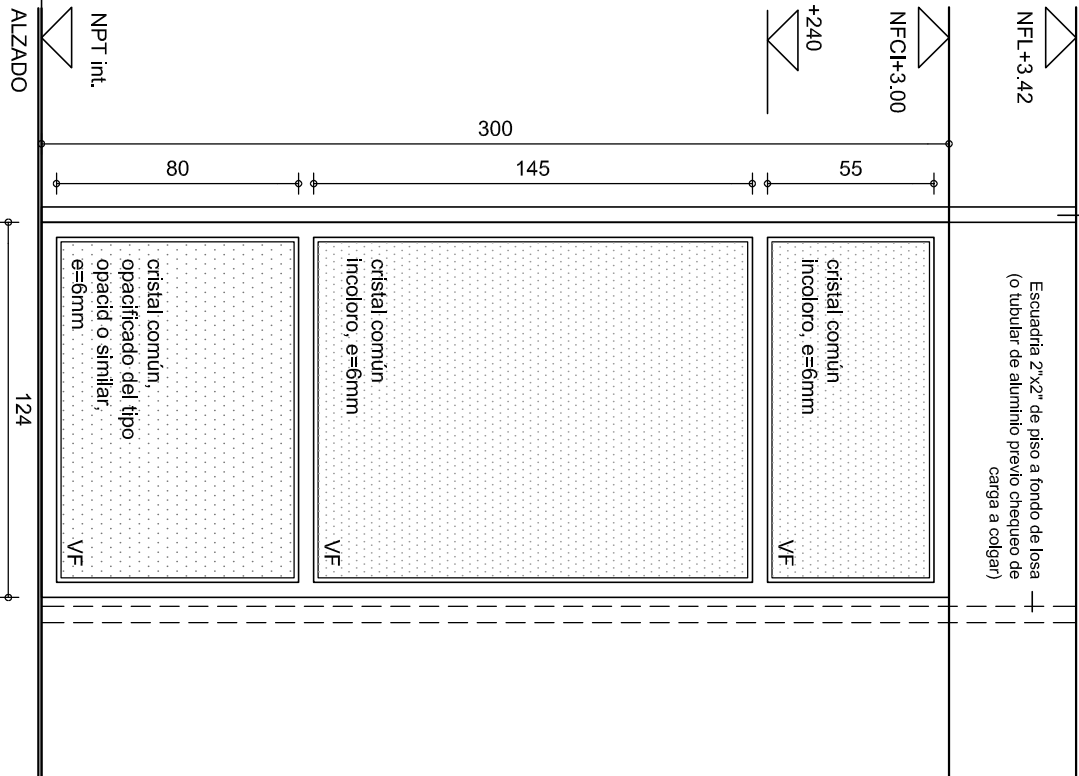 NFL+3.42
NFCI+3.00
+240
NPT int.
ALZADO
Escuadria 2"x2" de piso a fondo de losa
(o tubular de aluminio previo chequeo de
carga a colgar)
300
55
145
80
cristal común
incoloro, e=6mm
VF
cristal común
incoloro, e=6mm
VF
cristal común,
opacificado del tipo
opacid o similar,
e=6mm
VF
124